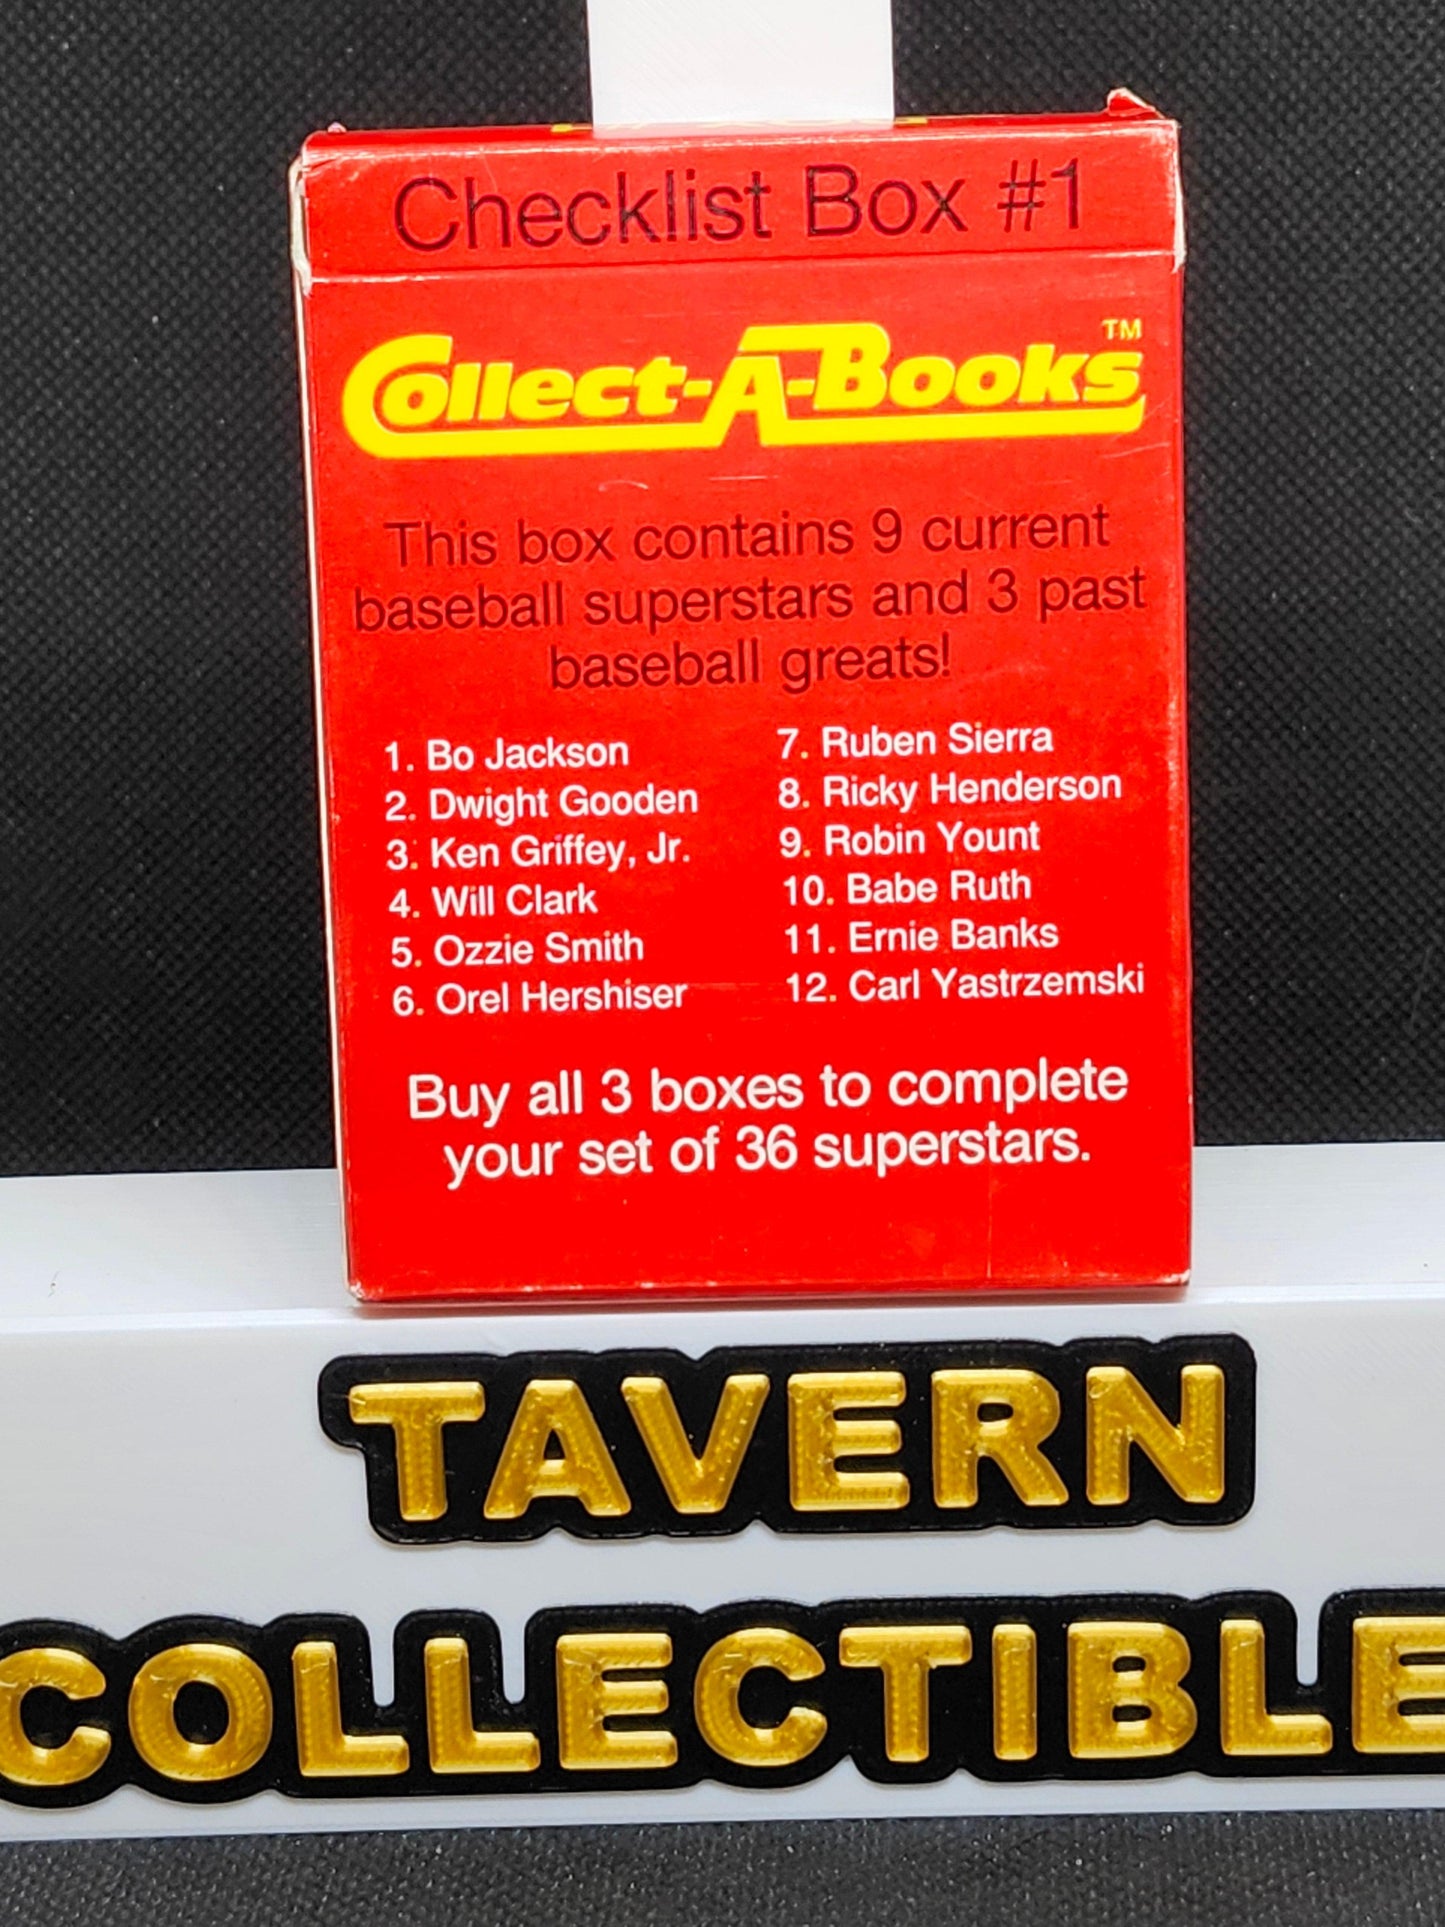 Checklist Box #1
Collect-A-Books™
This box contains 9 current
baseball superstars and 3 past
baseball greats!
1. Bo Jackson
2. Dwight Gooden
3. Ken Griffey, Jr.
4. Will Clark
5. Ozzie Smith
6. Orel Hershiser
7. Ruben Sierra
8. Ricky Henderson
9. Robin Yount
10. Babe Ruth
11. Ernie Banks
12. Carl Yastrzemski
Buy all 3 boxes to complete
your set of 36 superstars.
TAVERN
COLLECTIBLE